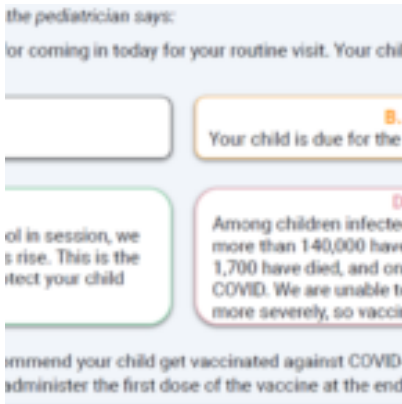 the pediatrician says:
for coming in today for your routine visit. Your chil
B.
Your child is due for the
ol in session, we
s rise. This is the
otect your child
D
Among children infecte
more than 140,000 have
1,700 have died, and on
COVID. We are unable t
more severely, so vacci
ommend your child get vaccinated against COVID
administer the first dose of the vaccine at the end